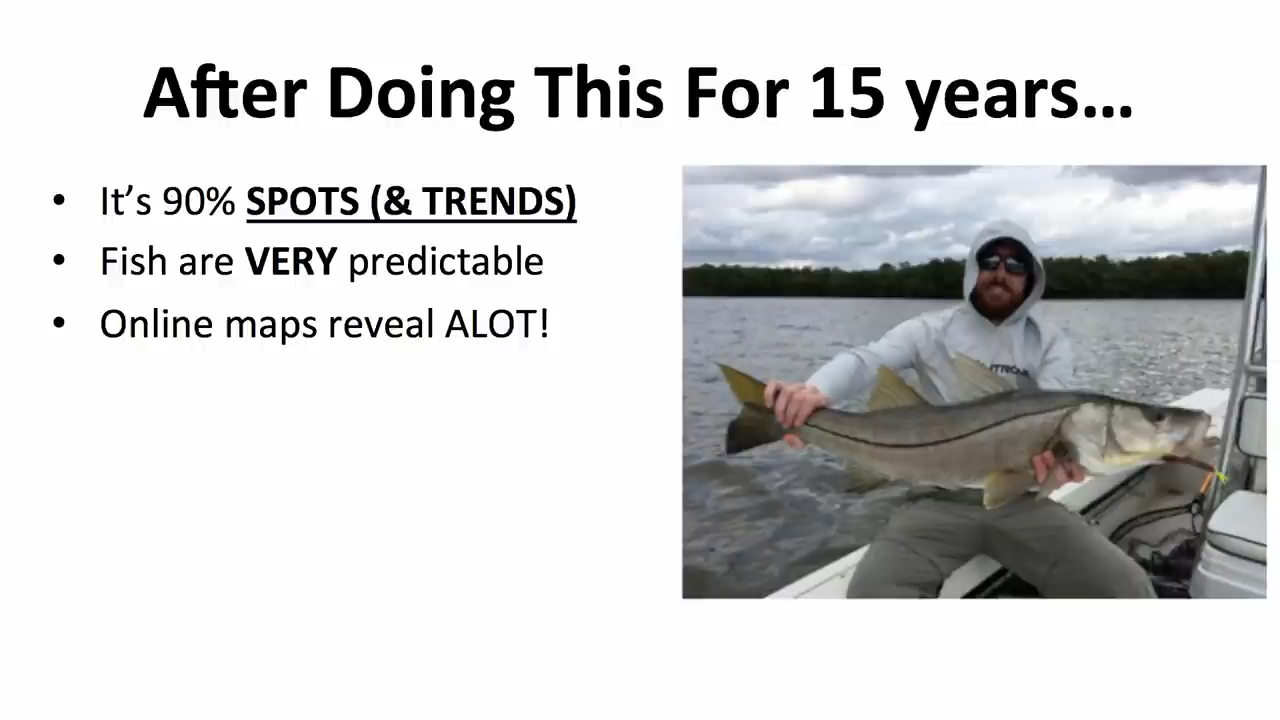 After Doing This For 15 years...
• It's 90% SPOTS (& TRENDS)
• Fish are VERY predictable
• Online maps reveal ALOT!